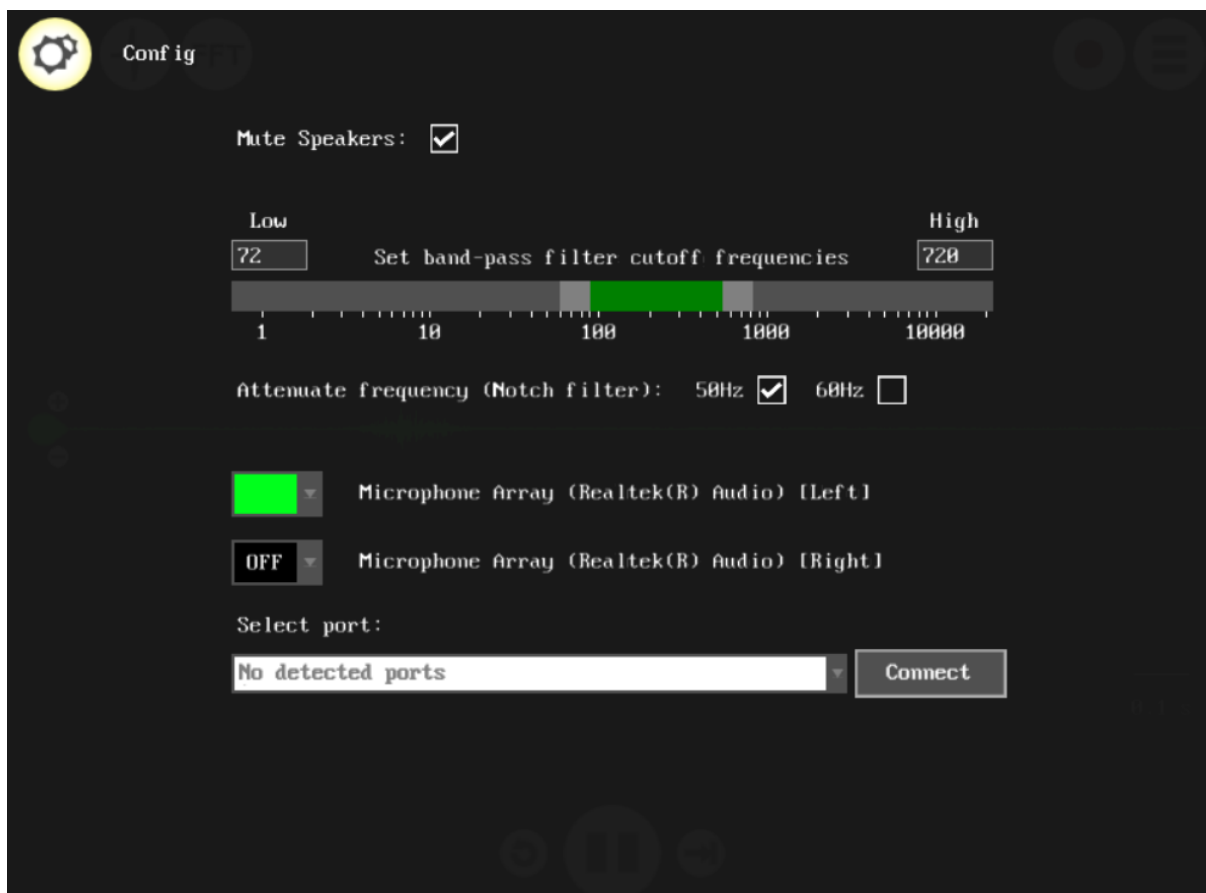 Config
FFT
Mute Speakers:
Low High
72 Set band-pass filter cutoff frequencies 720
1 10 100 1000 10000
Attenuate frequency (Notch filter): 50Hz 60Hz
Microphone Array (Realtek(R) Audio) [Left]
OFF Microphone Array (Realtek(R) Audio) [Right]
Select port:
No detected ports Connect